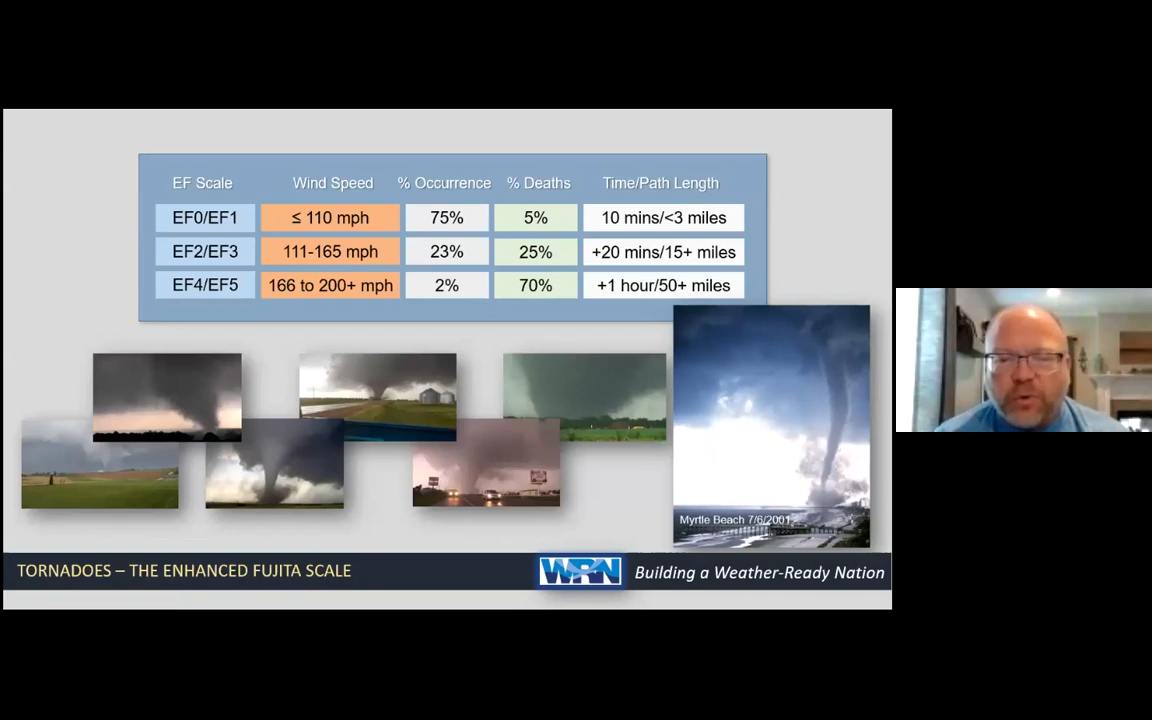 EF Scale Wind Speed % Occurrence % Deaths Time/Path Length
EF0/EF1 ≤ 110 mph 75% 5% 10 mins/<3 miles
EF2/EF3 111-165 mph 23% 25% +20 mins/15+ miles
EF4/EF5 166 to 200+ mph 2% 70% +1 hour/50+ miles
Myrtle Beach 7/6/2001
TORNADOES – THE ENHANCED FUJITA SCALE
WRN Building a Weather-Ready Nation